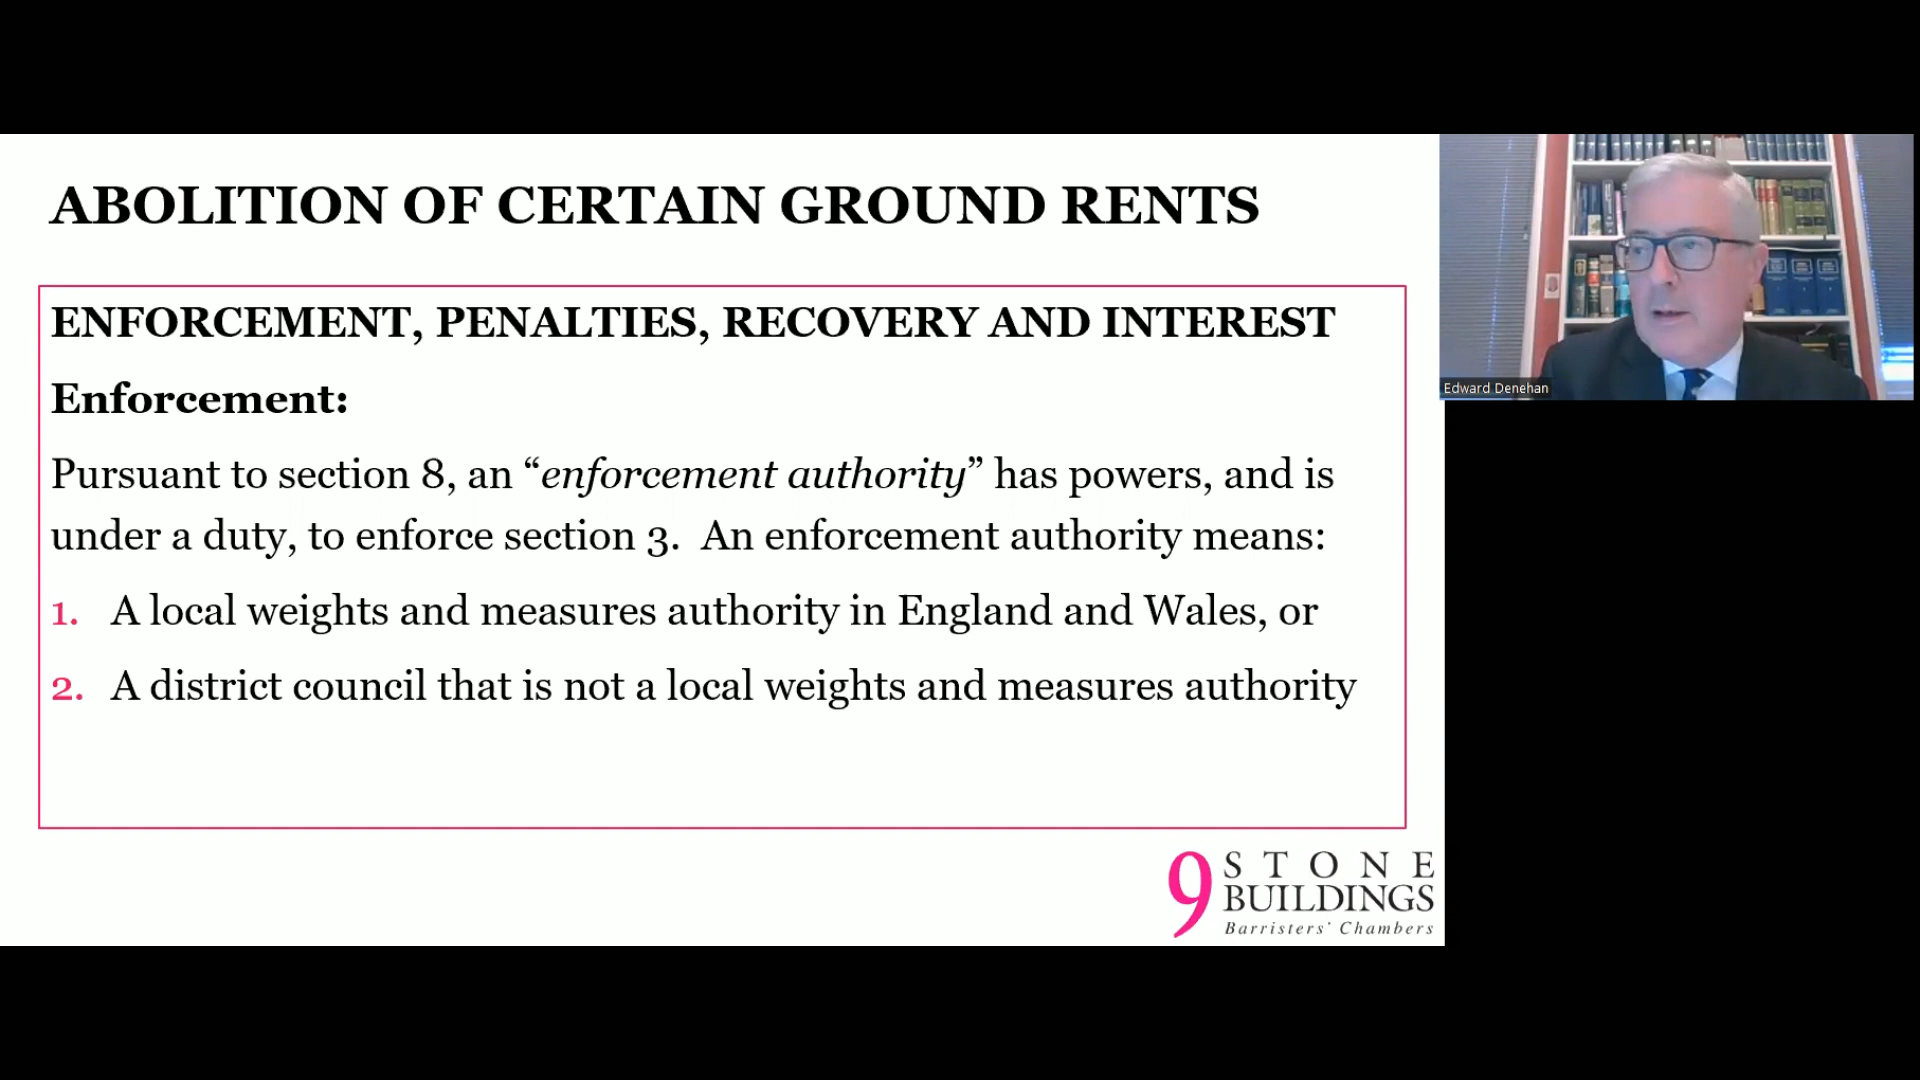 ABOLITION OF CERTAIN GROUND RENTS
ENFORCEMENT, PENALTIES, RECOVERY AND INTEREST
Enforcement:
Pursuant to section 8, an “enforcement authority” has powers, and is
under a duty, to enforce section 3.  An enforcement authority means:
1. A local weights and measures authority in England and Wales, or
2. A district council that is not a local weights and measures authority
Edward Denehan
9 STONE
BUILDINGS
Barristers' Chambers